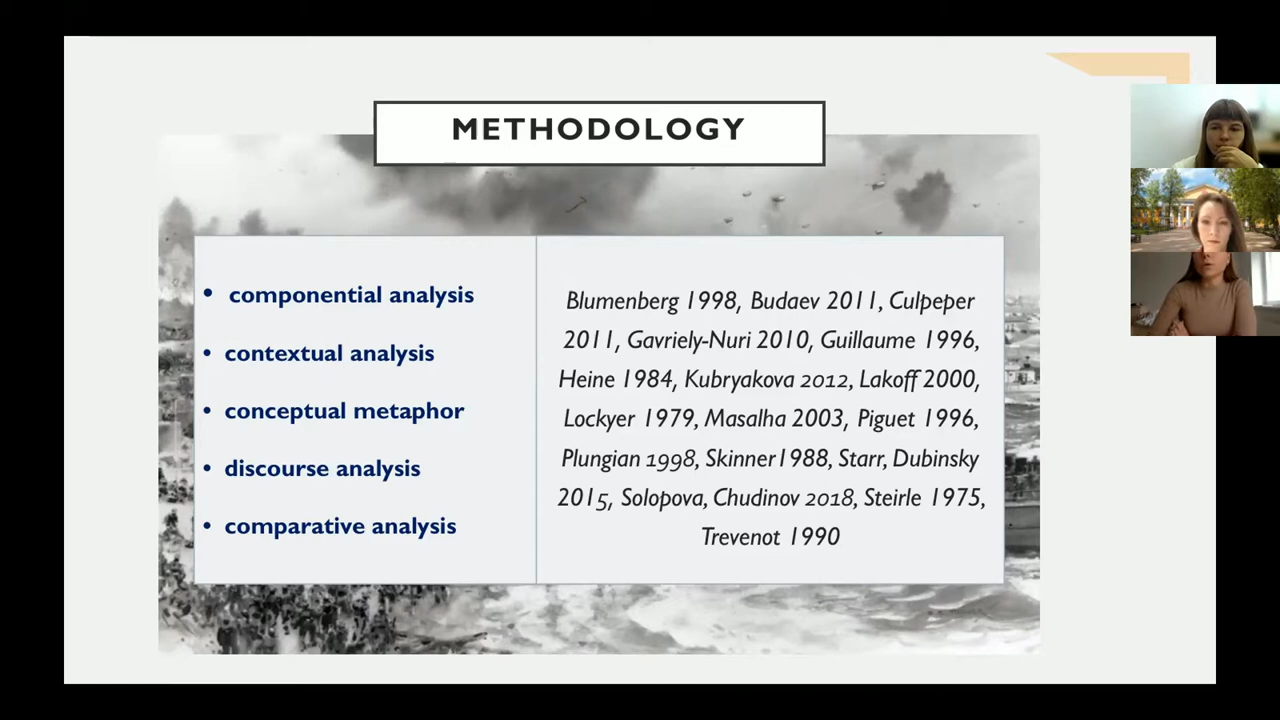 METHODOLOGY
• componential analysis
• contextual analysis
• conceptual metaphor
• discourse analysis
• comparative analysis
Blumenberg 1998, Budaev 2011, Culpeper
2011, Gavriely-Nuri 2010, Guillaume 1996,
Heine 1984, Kubryakova 2012, Lakoff 2000,
Lockyer 1979, Masalha 2003, Piguet 1996,
Plungian 1998, Skinner1988, Starr, Dubinsky
2015, Solopova, Chudinov 2018, Steirle 1975,
Trevenot 1990